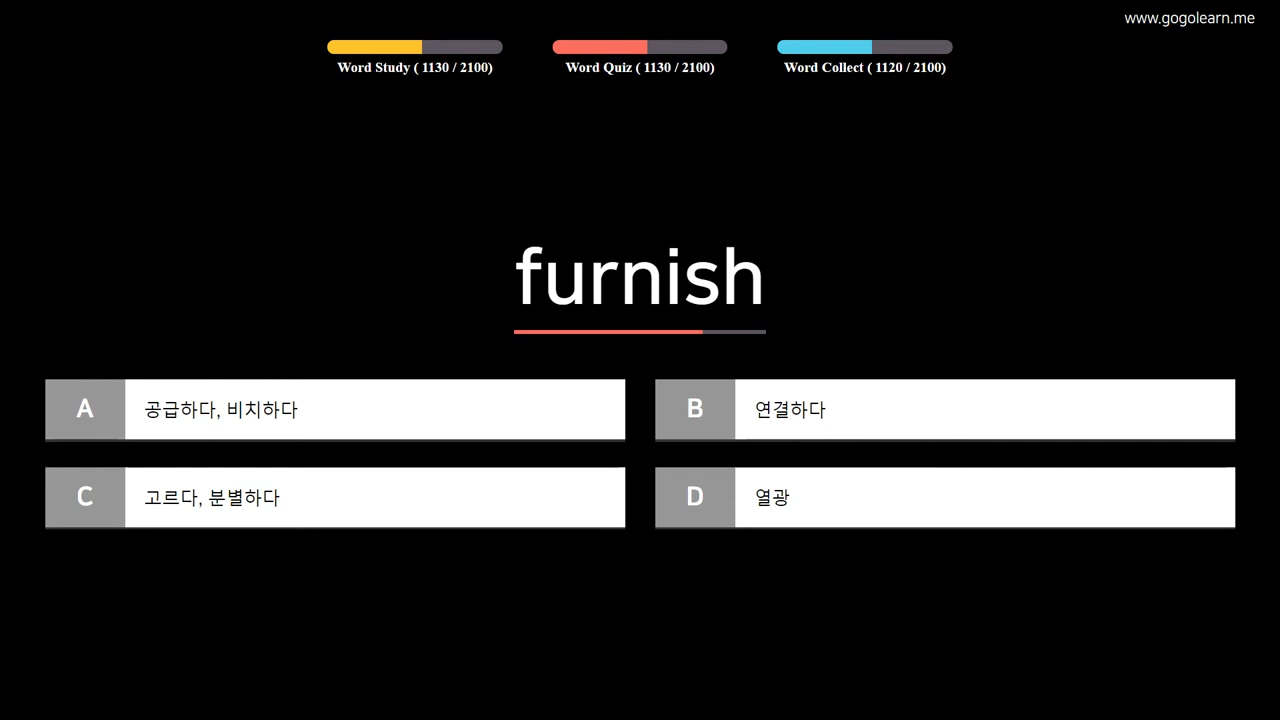 www.gogolearn.me
Word Study ( 1130 / 2100)
Word Quiz ( 1130 / 2100)
Word Collect ( 1120 / 2100)
furnish
A 공급하다, 비치하다
B 연결하다
C 고르다, 분별하다
D 열광